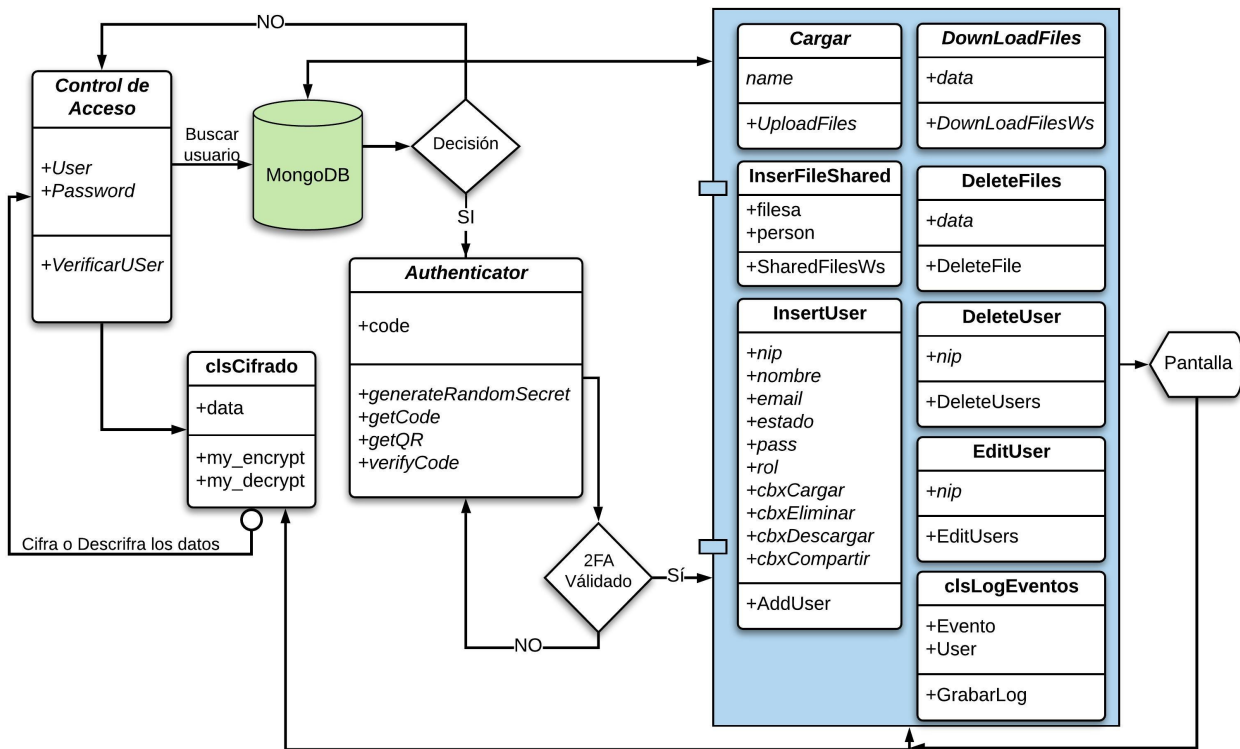 NO
Control de
Acceso
+User
+Password
+VerificarUSer
Buscar
usuario
MongoDB
Decisión
SI
Authenticator
+code
+generateRandomSecret
+getCode
+getQR
+verifyCode
clsCifrado
+data
+my_encrypt
+my_decrypt
Cifra o Descrifra los datos
2FA
Válidado
Sí
NO
Cargar
name
+UploadFiles
DownLoadFiles
+data
+DownLoadFilesWs
InserFileShared
+filesa
+person
+SharedFilesWs
DeleteFiles
+data
+DeleteFile
InsertUser
+nip
+nombre
+email
+estado
+pass
+rol
+cbxCargar
+cbxEliminar
+cbxDescargar
+cbxCompartir
+AddUser
DeleteUser
+nip
+DeleteUsers
EditUser
+nip
+EditUsers
clsLogEventos
+Evento
+User
+GrabarLog
Pantalla